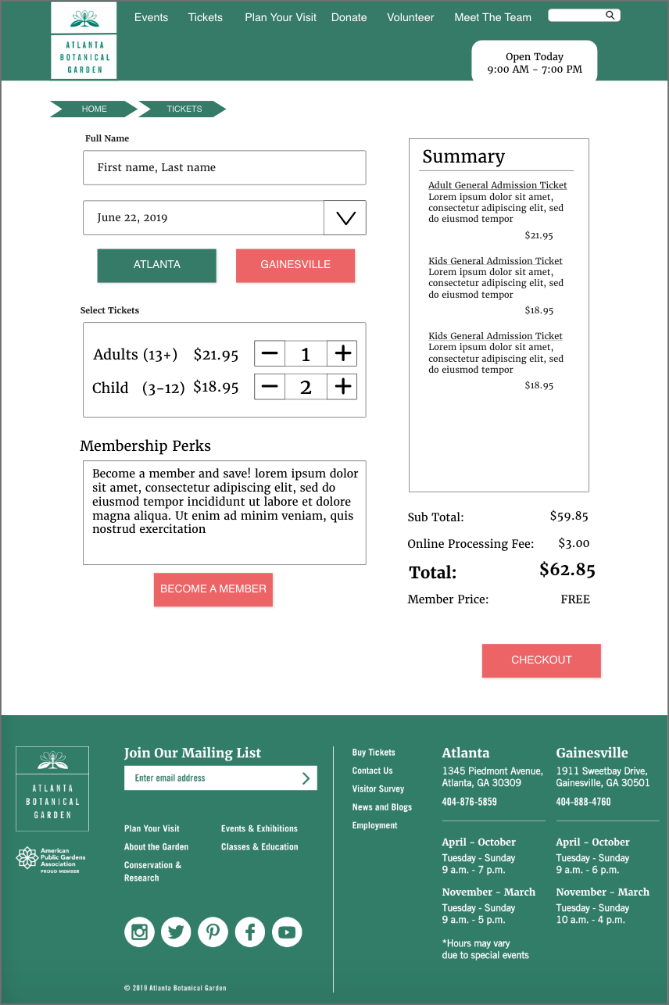 Events Tickets Plan Your Visit Donate Volunteer Meet The Team
ATLANTA
BOTANICAL
GARDEN
Open Today
9:00 AM - 7:00 PM
HOME TICKETS
Full Name
First name, Last name
June 22, 2019
ATLANTA GAINESVILLE
Select Tickets
Adults (13+) $21.95 1
Child (3-12) $18.95 2
Membership Perks
Become a member and save! lorem ipsum dolor
sit amet, consectetur adipiscing elit, sed do
eiusmod tempor incididunt ut labore et dolore
magna aliqua. Ut enim ad minim veniam, quis
nostrud exercitation
BECOME A MEMBER
Summary
Adult General Admission Ticket
Lorem ipsum dolor sit amet,
consectetur adipiscing elit, sed
do eiusmod tempor
$21.95
Kids General Admission Ticket
Lorem ipsum dolor sit amet,
consectetur adipiscing elit, sed
do eiusmod tempor
$18.95
Kids General Admission Ticket
Lorem ipsum dolor sit amet,
consectetur adipiscing elit, sed
do eiusmod tempor
$18.95
Sub Total: $59.85
Online Processing Fee: $3.00
Total: $62.85
Member Price: FREE
CHECKOUT
ATLANTA
BOTANICAL
GARDEN
American
Public Gardens
Association
PROUD MEMBER
Join Our Mailing List
Enter email address
Plan Your Visit
About the Garden
Conservation &
Research
Events & Exhibitions
Classes & Education
© 2019 Atlanta Botanical Garden
Buy Tickets
Contact Us
Visitor Survey
News and Blogs
Employment
Atlanta
1345 Piedmont Avenue,
Atlanta, GA 30309
404-876-5859
April - October
Tuesday - Sunday
9 a.m. - 7 p.m.
November - March
Tuesday - Sunday
9 a.m. - 5 p.m.
*Hours may vary
due to special events
Gainesville
1911 Sweetbay Drive,
Gainesville, GA 30501
404-888-4760
April - October
Tuesday - Sunday
9 a.m. - 6 p.m.
November - March
Tuesday - Sunday
10 a.m. - 4 p.m.